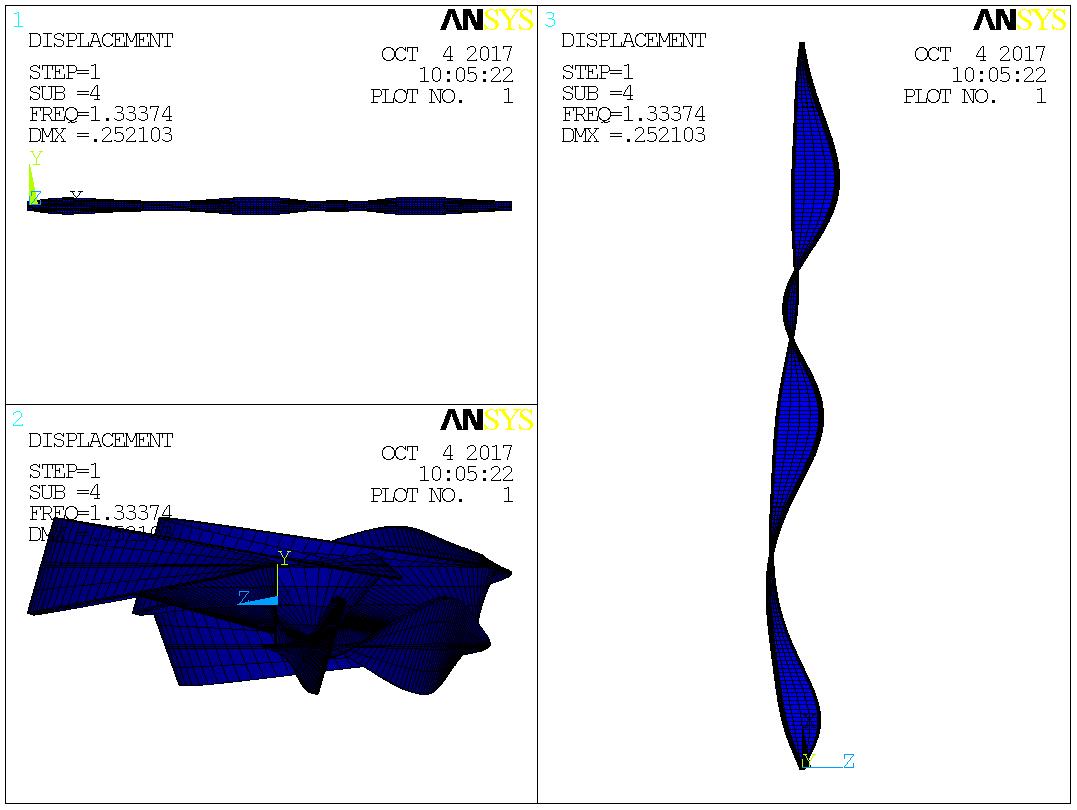 1
ANSYS
DISPLACEMENT
STEP=1
SUB =4
FREQ=1.33374
DMX =.252103
OCT 4 2017
10:05:22
PLOT NO. 1
Y
Z
2
ANSYS
DISPLACEMENT
STEP=1
SUB =4
FREQ=1.33374
OCT 4 2017
10:05:22
PLOT NO. 1
Y
Z
3
ANSYS
DISPLACEMENT
STEP=1
SUB =4
FREQ=1.33374
DMX =.252103
OCT 4 2017
10:05:22
PLOT NO. 1
Y
Z